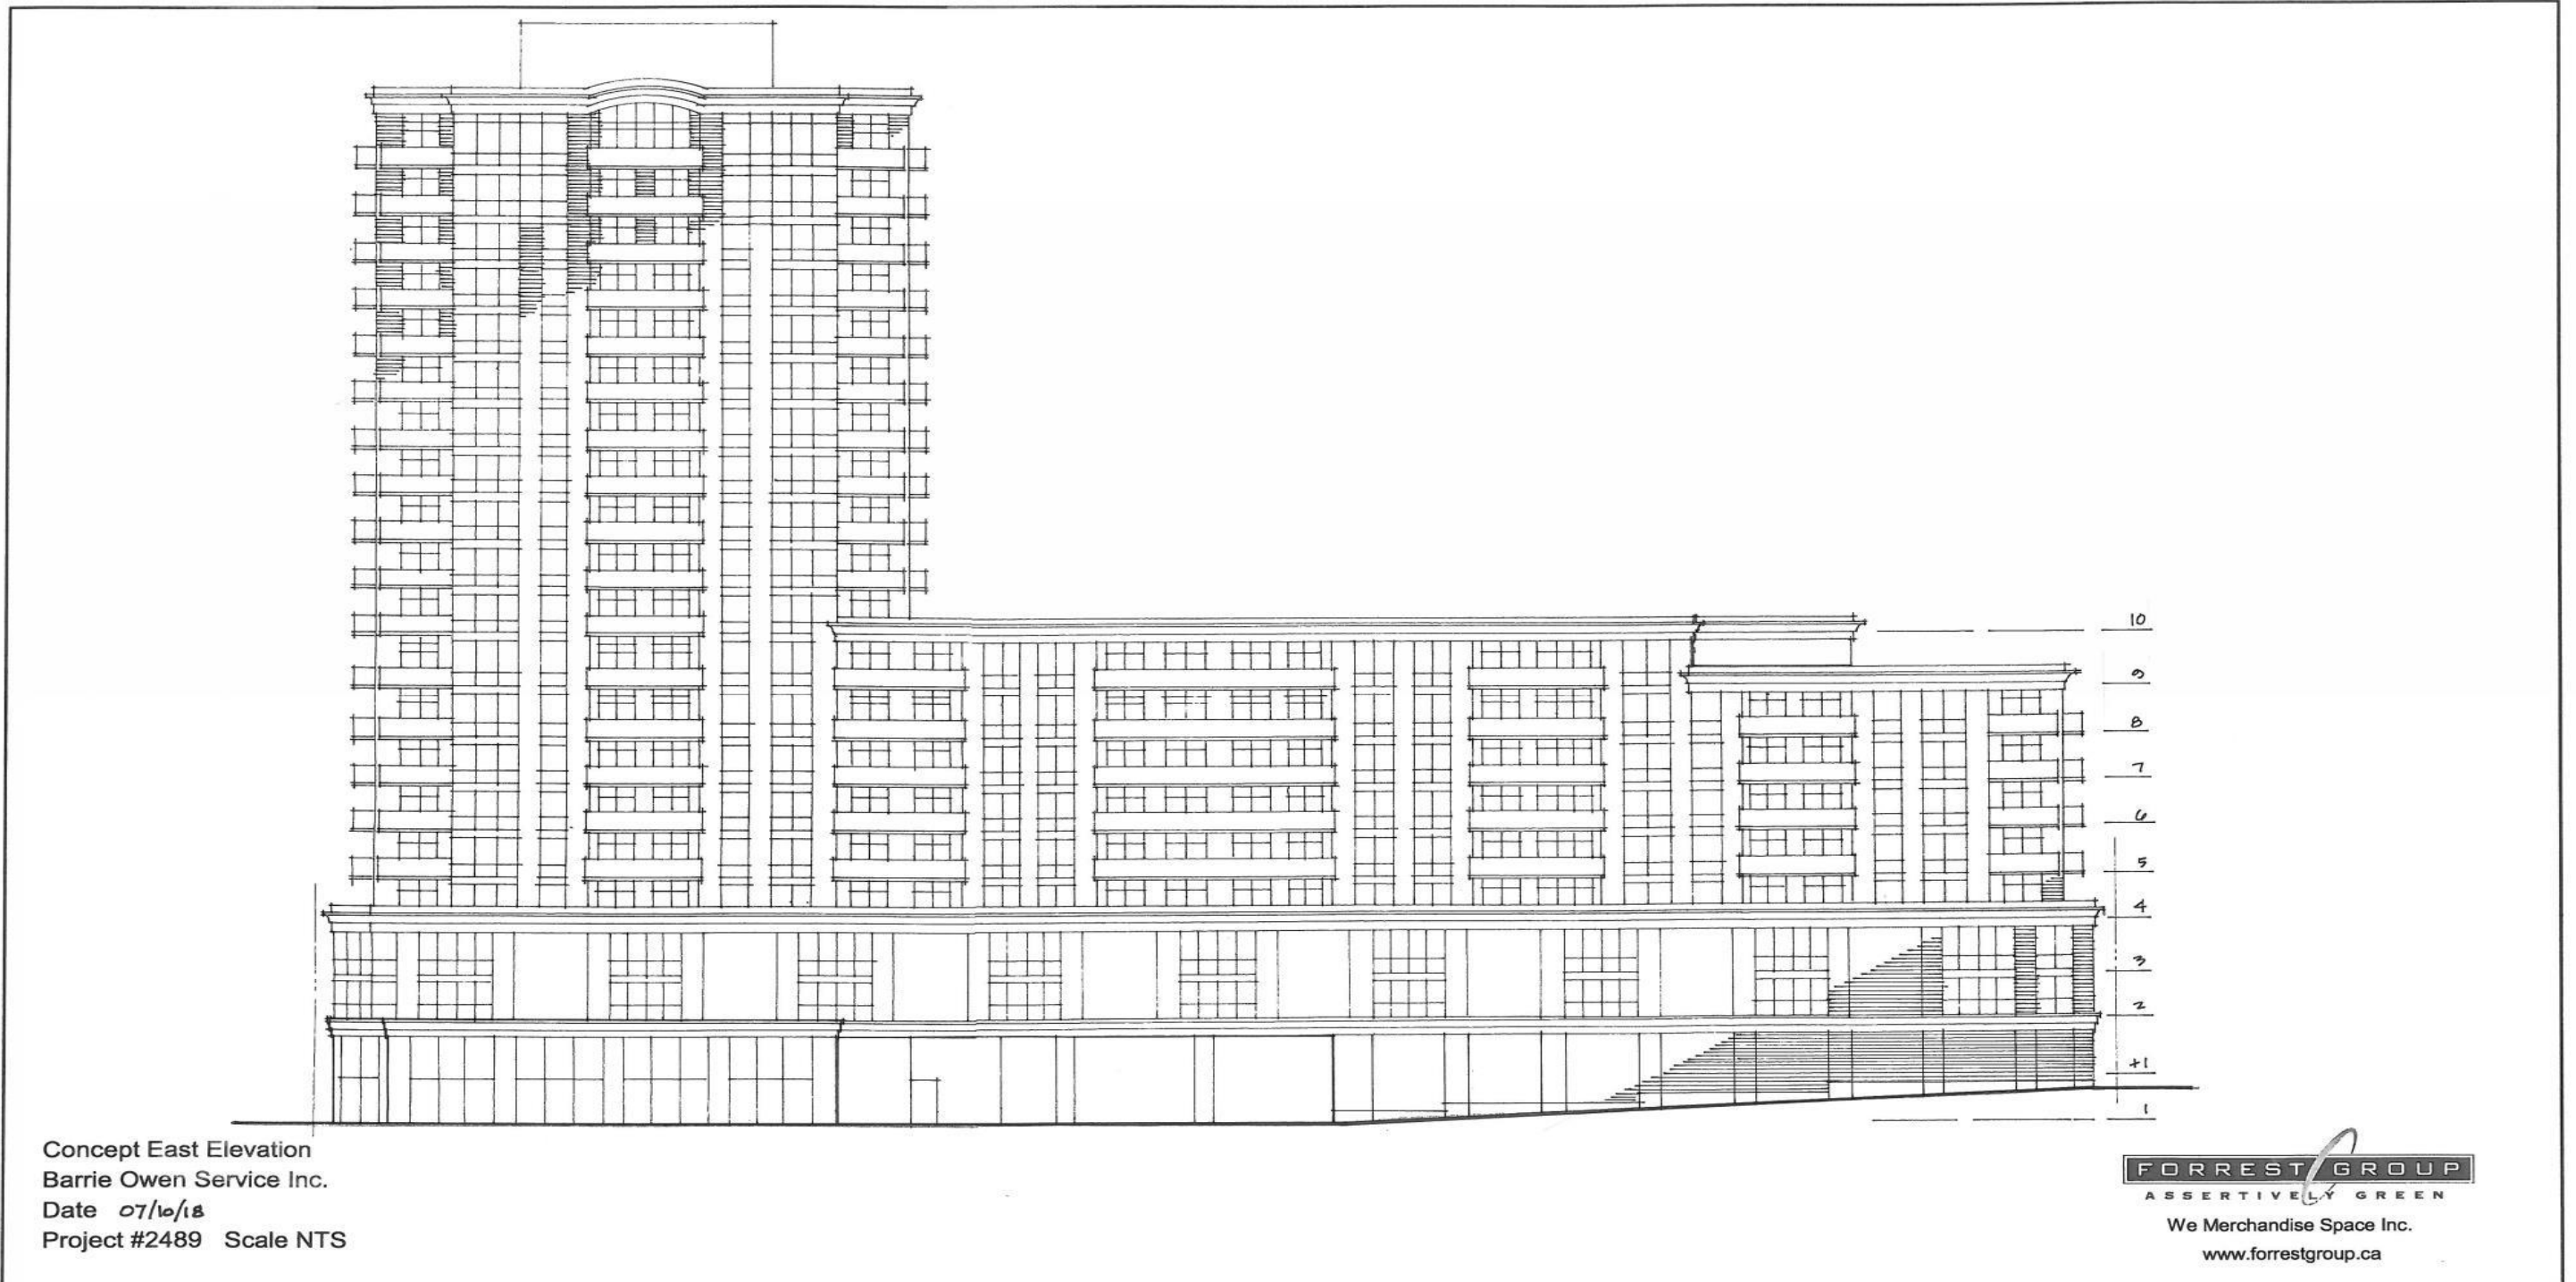 10
9
8
7
6
5
4
3
2
+1
1
Concept East Elevation
Barrie Owen Service Inc.
Date 07/10/18
Project #2489 Scale NTS
FORREST GROUP
ASSERTIVELY GREEN
We Merchandise Space Inc.
www.forrestgroup.ca